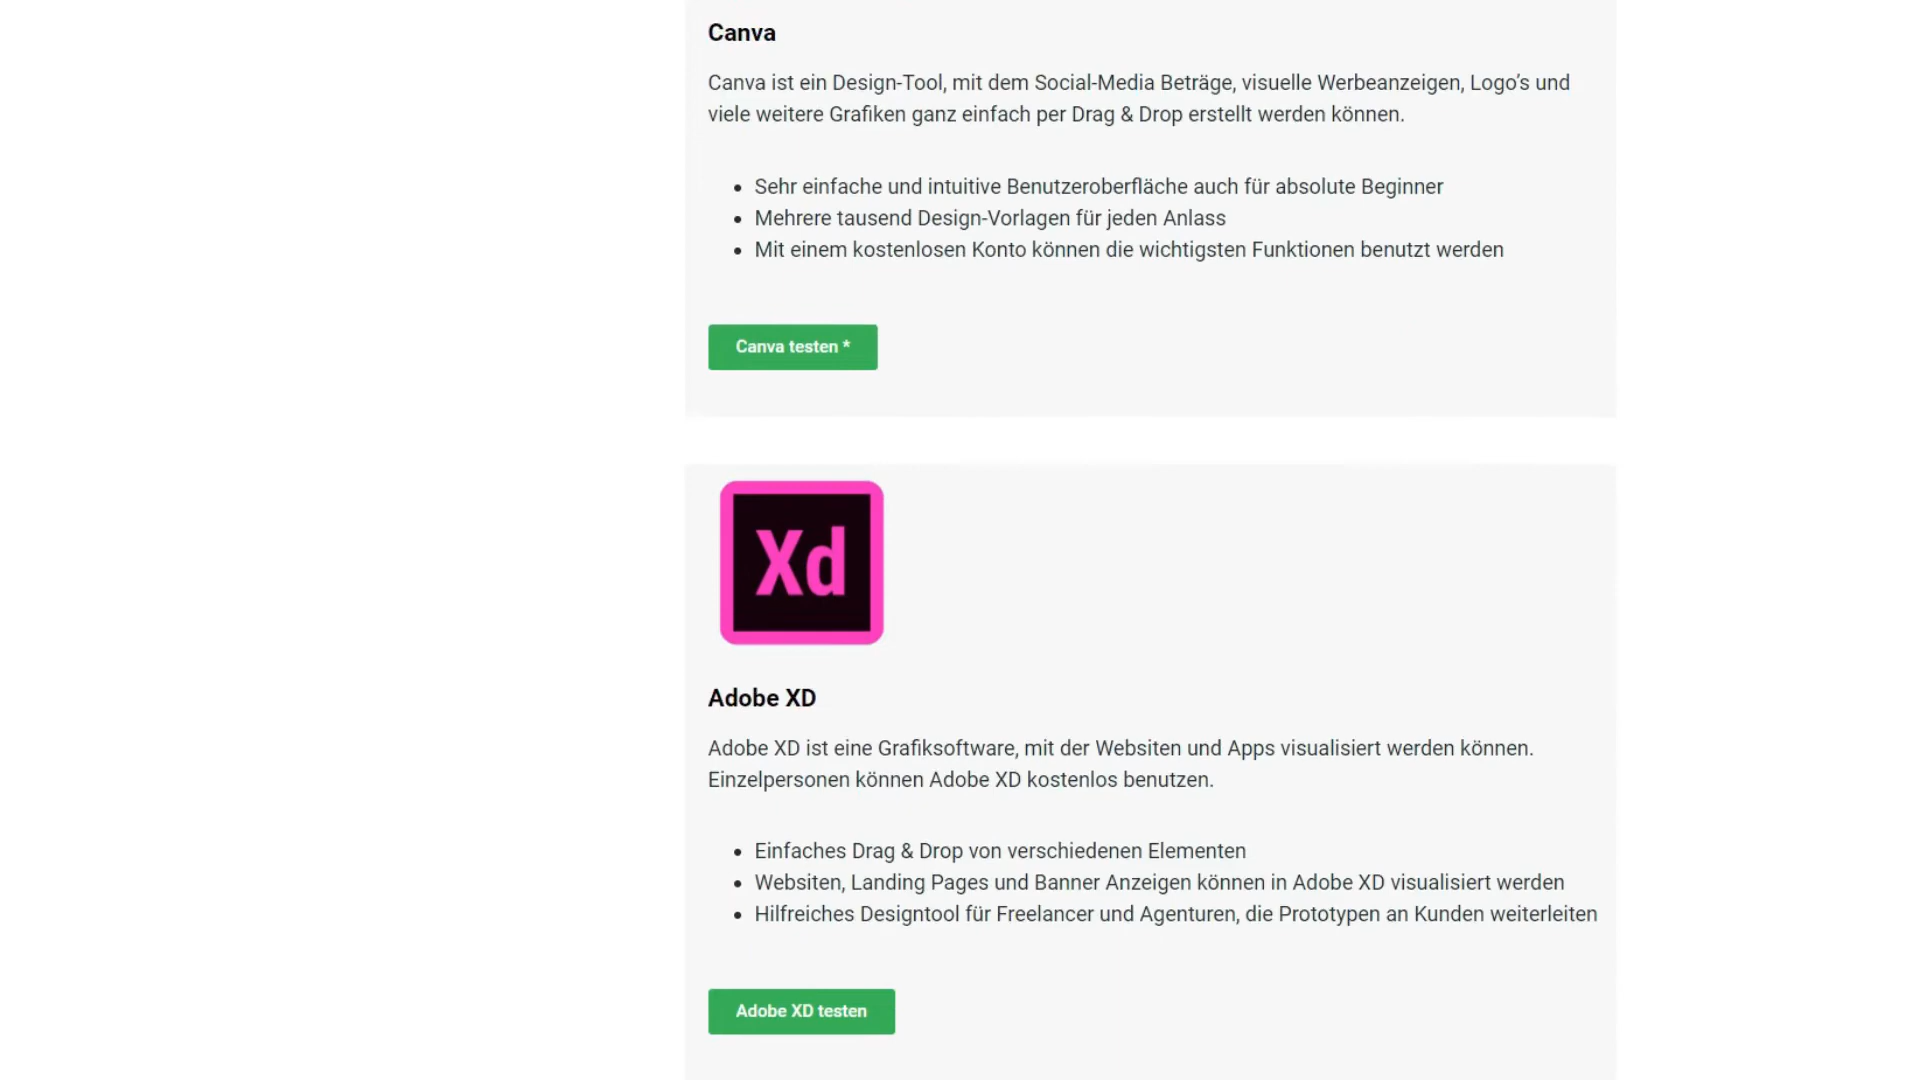 Canva
Canva ist ein Design-Tool, mit dem Social-Media Beträge, visuelle Werbeanzeigen, Logo’s und
viele weitere Grafiken ganz einfach per Drag & Drop erstellt werden können.
• Sehr einfache und intuitive Benutzeroberfläche auch für absolute Beginner
• Mehrere tausend Design-Vorlagen für jeden Anlass
• Mit einem kostenlosen Konto können die wichtigsten Funktionen benutzt werden
Canva testen *
Xd
Adobe XD
Adobe XD ist eine Grafiksoftware, mit der Websiten und Apps visualisiert werden können.
Einzelpersonen können Adobe XD kostenlos benutzen.
• Einfaches Drag & Drop von verschiedenen Elementen
• Websiten, Landing Pages und Banner Anzeigen können in Adobe XD visualisiert werden
• Hilfreiches Designtool für Freelancer und Agenturen, die Prototypen an Kunden weiterleiten
Adobe XD testen